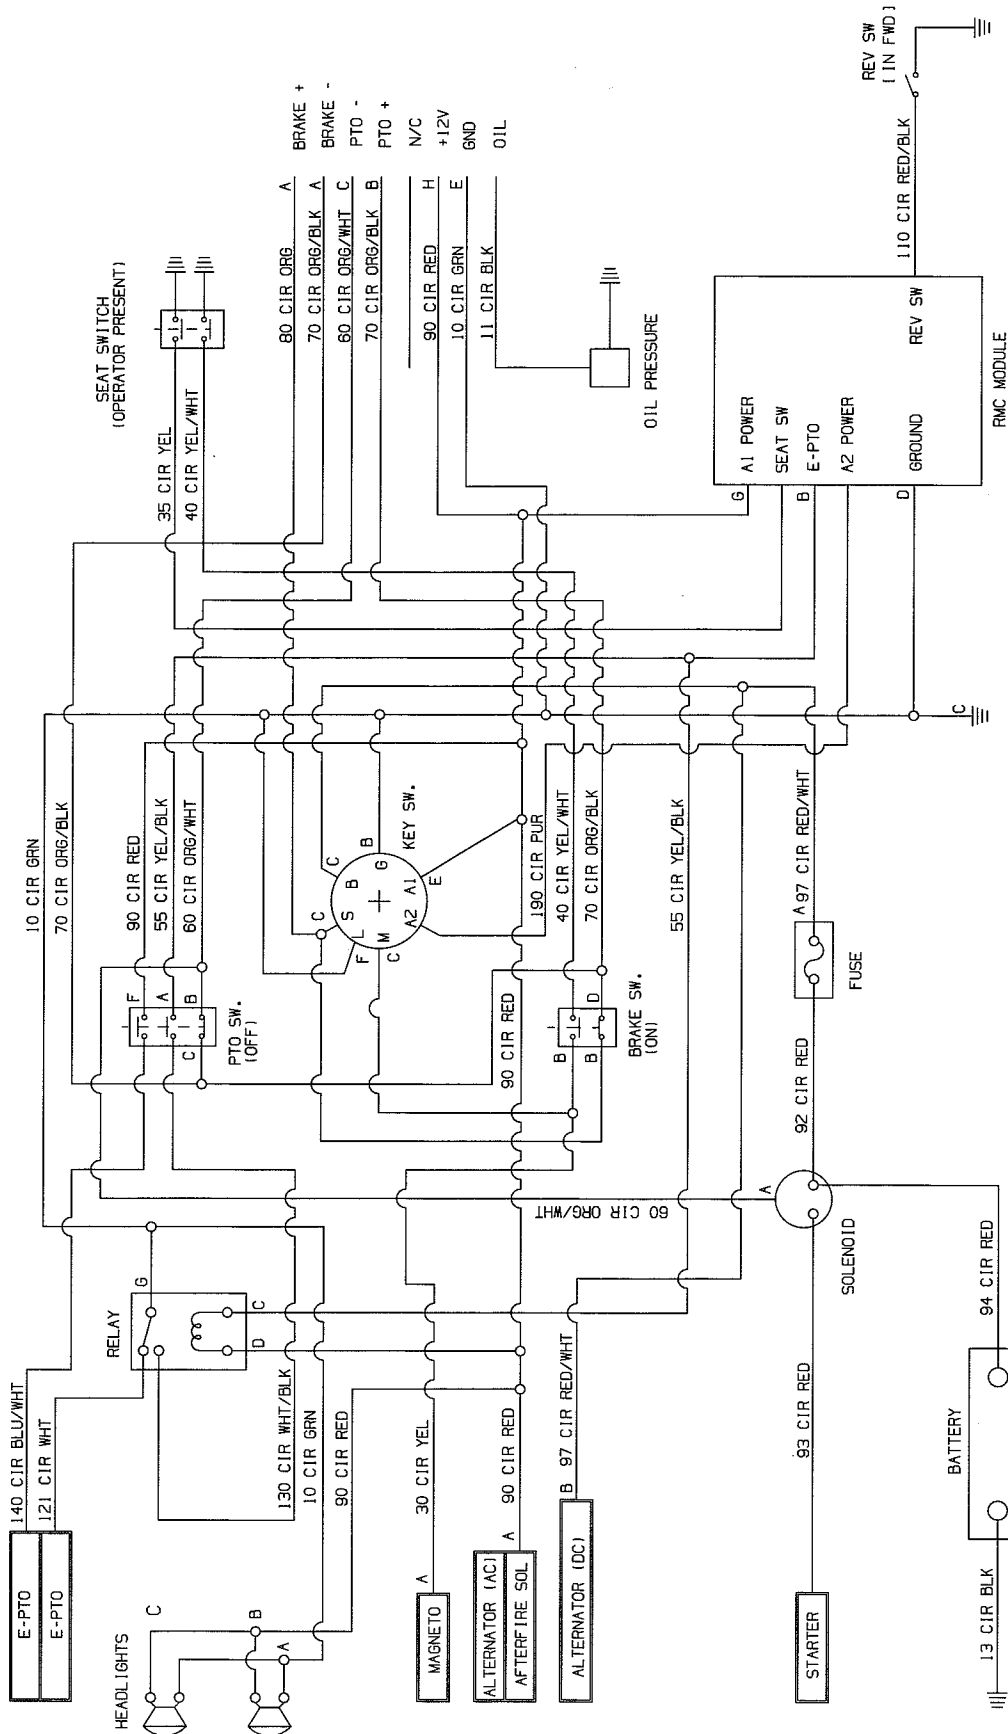 140 CIR BLU/WHT
121 CIR WHT
E-PTO
E-PTO
HEADLIGHTS
C
B
A
RELAY
G
D
C
130 CIR WHT/BLK
10 CIR GRN
90 CIR RED
30 CIR YEL
A
MAGNETO
90 CIR RED
A
ALTERNATOR (AC)
AFTERFIRE SOL
97 CIR RED/WHT
B
ALTERNATOR (DC)
60 CIR ORG/WHT
A
SOLENOID
93 CIR RED
STARTER
94 CIR RED
BATTERY
13 CIR BLK
92 CIR RED
FUSE
A
A
97 CIR RED/WHT
10 CIR GRN
70 CIR ORG/BLK
90 CIR RED
55 CIR YEL/BLK
60 CIR ORG/WHT
F
A
B
C
PTO SW.
(OFF)
KEY SW.
C
C
B
F
C
E
B
S
L
M
G
A2
A1
90 CIR RED
190 CIR PUR
40 CIR YEL/WHT
70 CIR ORG/BLK
B
B
D
BRAKE SW.
(ON)
55 CIR YEL/BLK
C
SEAT SWITCH
(OPERATOR PRESENT)
35 CIR YEL
40 CIR YEL/WHT
80 CIR ORG A BRAKE +
70 CIR ORG/BLK A BRAKE -
60 CIR ORG/WHT C PTO -
70 CIR ORG/BLK B PTO +
N/C
90 CIR RED H +12V
10 CIR GRN E GND
11 CIR BLK OIL
OIL PRESSURE
G A1 POWER
SEAT SW
B E-PTO
A2 POWER
D GROUND
REV SW
RMC MODULE
110 CIR RED/BLK
REV SW
(IN FWD)